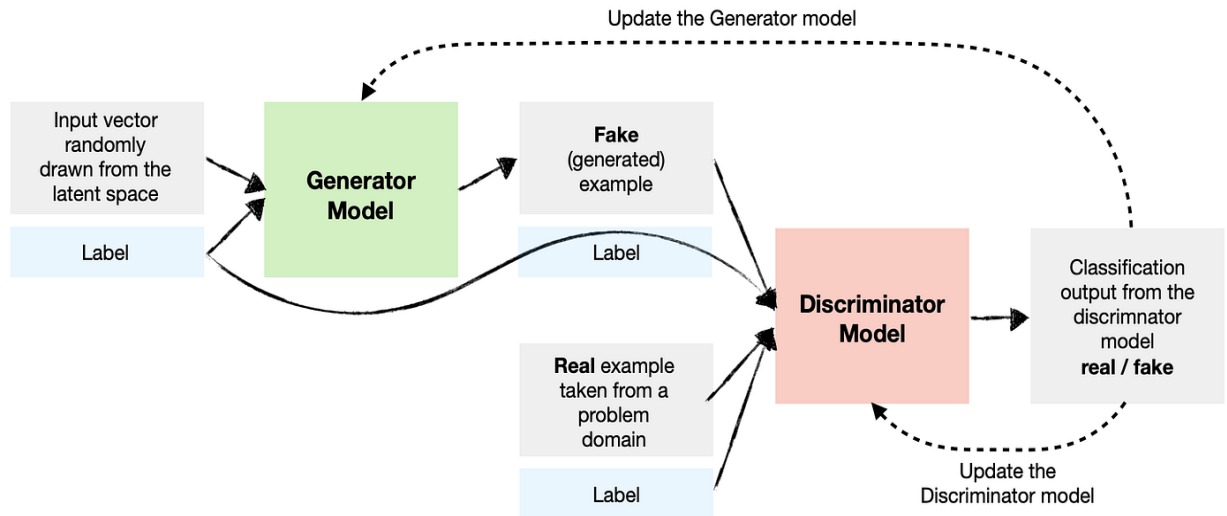 Update the Generator model
Input vector
randomly
drawn from the
latent space
Label
Generator
Model
Fake
(generated)
example
Label
Real example
taken from a
problem
domain
Label
Discriminator
Model
Classification
output from the
discrimnator
model
real / fake
Update the
Discriminator model